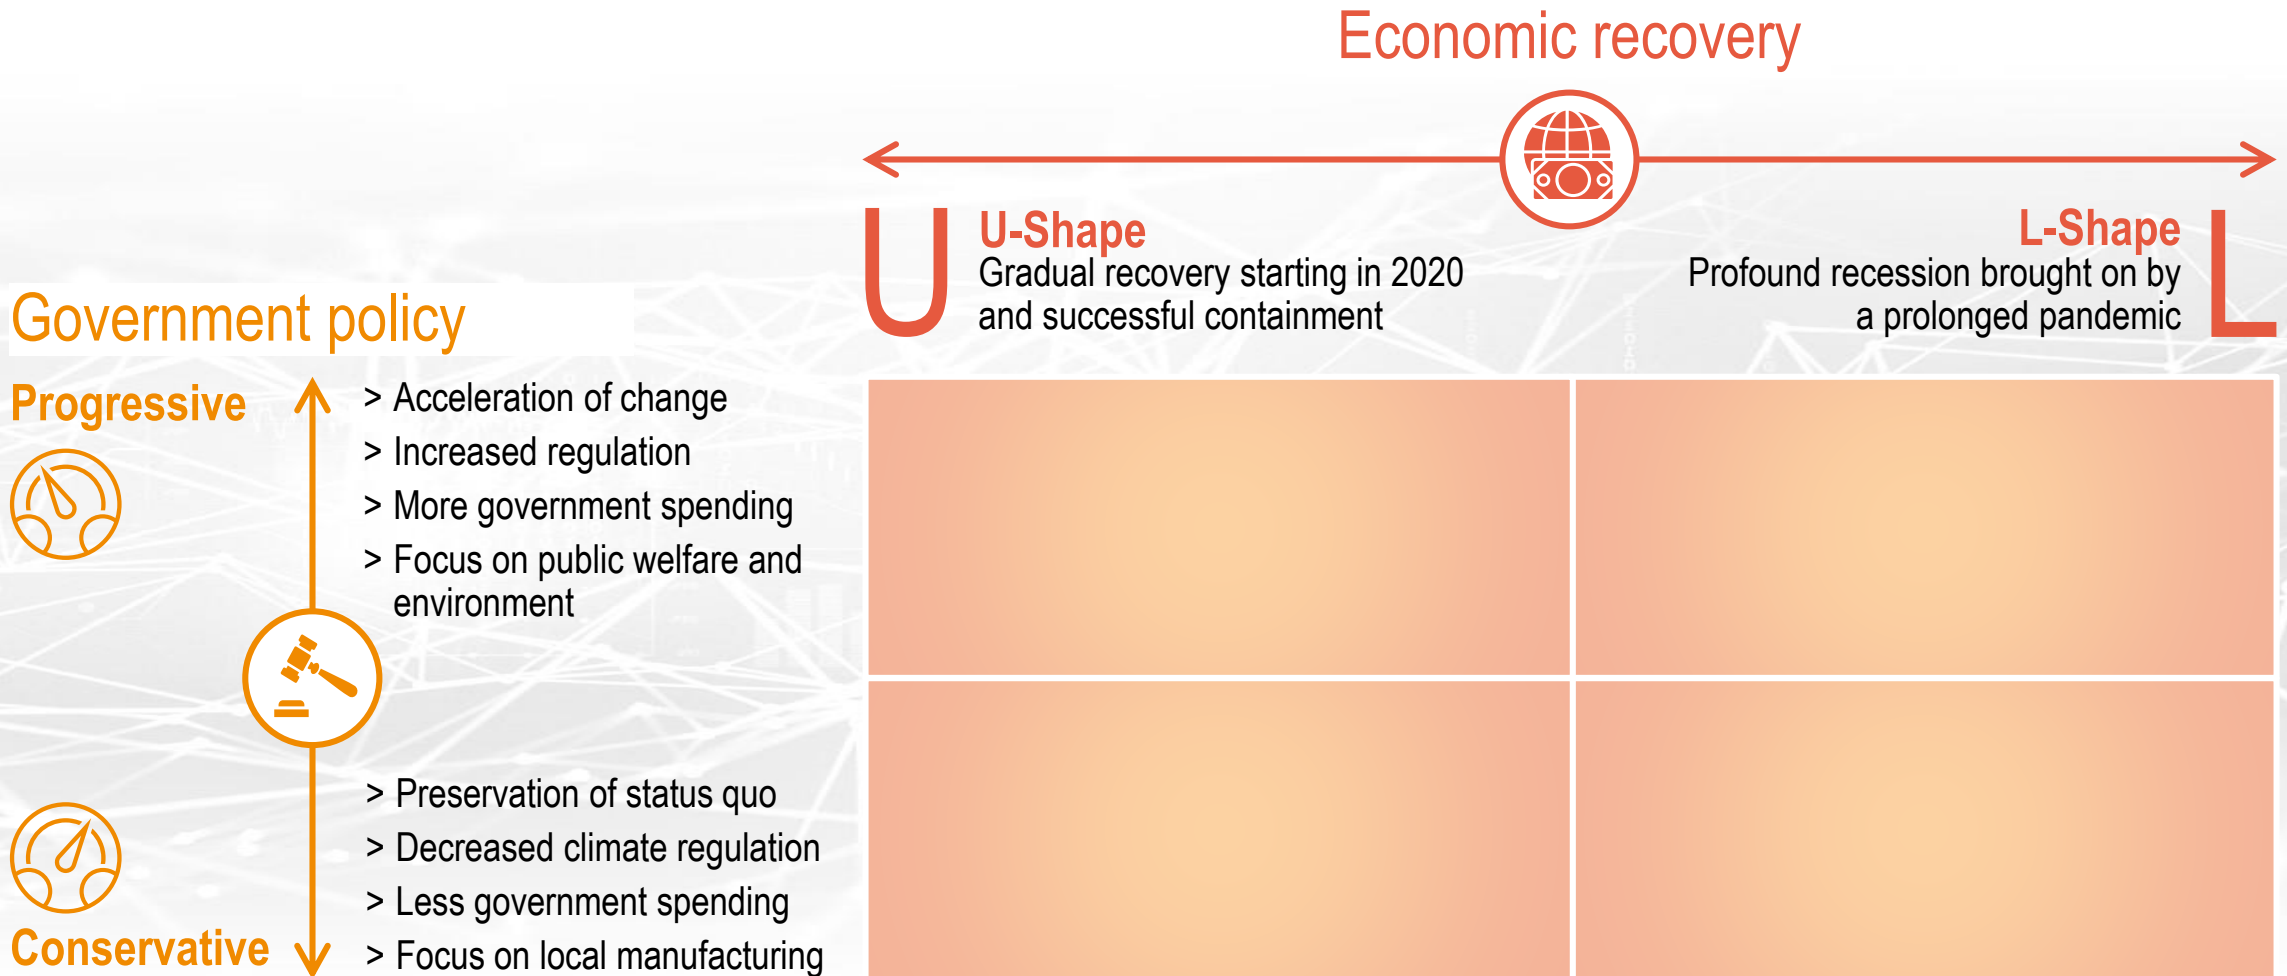 Economic recovery
U
U-Shape
Gradual recovery starting in 2020
and successful containment
L-Shape
Profound recession brought on by
a prolonged pandemic
L
Government policy
Progressive
> Acceleration of change
> Increased regulation
> More government spending
> Focus on public welfare and
environment
> Preservation of status quo
> Decreased climate regulation
> Less government spending
> Focus on local manufacturing
Conservative